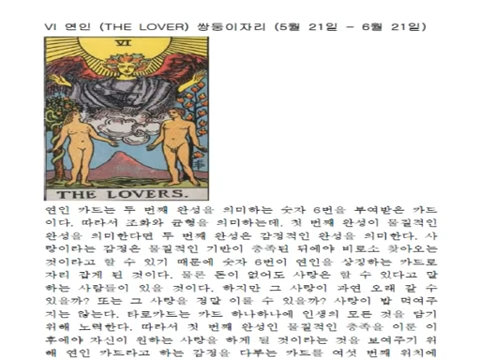 VI 연인 (THE LOVER) 쌍둥이자리 (5월 21일 - 6월 21일)
VI
THE LOVERS.
연인 카드는 두 번째 완성을 의미하는 숫자 6번을 부여받은 카드
이다. 따라서 조화와 균형을 의미하는데, 첫 번째 완성이 물질적인
완성을 의미한다면 두 번째 완성은 감정적인 완성을 의미한다. 사
랑이라는 감정은 물질적인 기반이 충족된 뒤에야 비로소 찾아오는
것이라고 할 수 있기 때문에 숫자 6번이 연인을 상징하는 카드로
자리 잡게 된 것이다. 물론 돈이 없어도 사랑은 할 수 있다고 말
하는 사람들이 있을 것이다. 하지만 그 사랑이 과연 오래 갈 수
있을까? 또는 그 사랑을 정말 이룰 수 있을까? 사랑이 밥 먹여주
지는 않는다. 타로카드는 카드 하나하나에 인생의 모든 것을 담기
위해 노력한다. 따라서 첫 번째 완성인 물질적인 충족을 이룬 이
후에야 자신이 원하는 사랑을 하게 될 것이라는 것을 보여주기 위
해 연인 카드라고 하는 감정을 다루는 카드를 여섯 번째 위치에